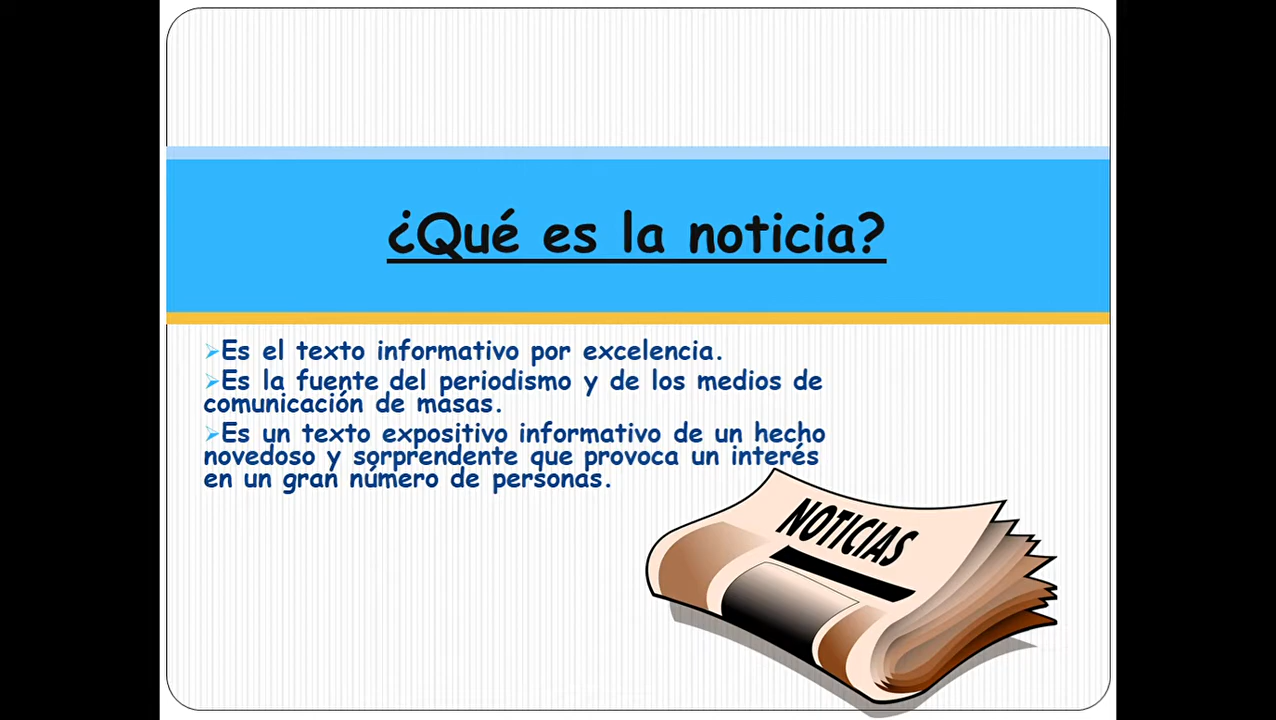 ¿Qué es la noticia?
Es el texto informativo por excelencia.
Es la fuente del periodismo y de los medios de
comunicación de masas.
Es un texto expositivo informativo de un hecho
novedoso y sorprendente que provoca un interés
en un gran número de personas.
NOTICIAS